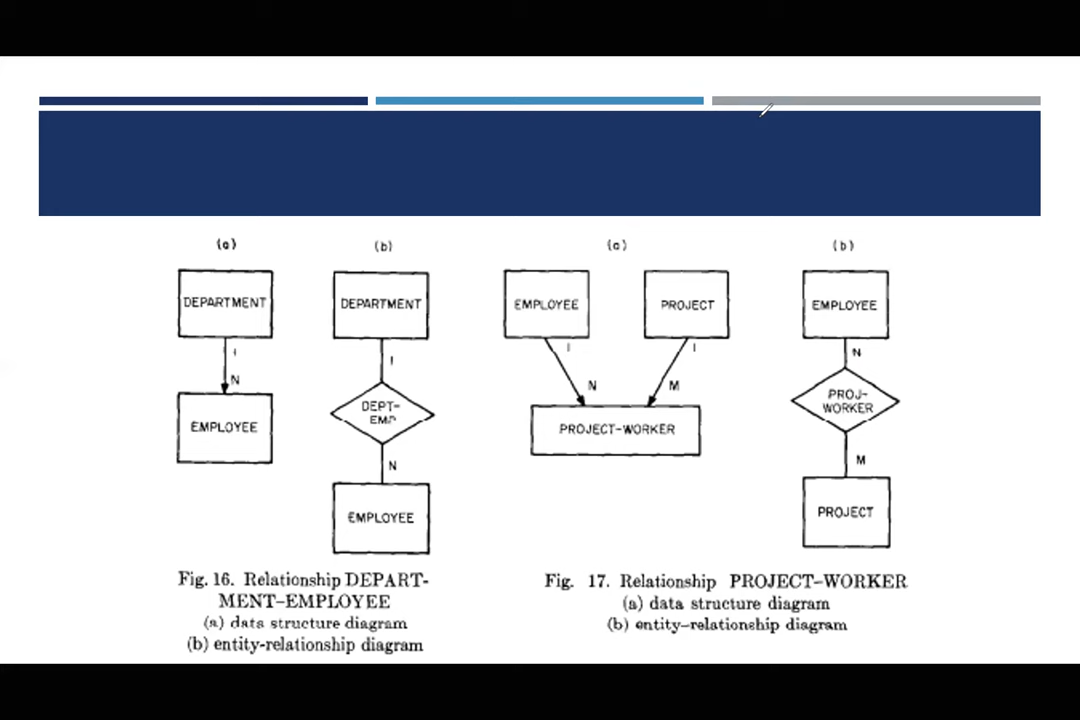 (a)
DEPARTMENT
1
N
EMPLOYEE
(b)
DEPARTMENT
1
DEPT-
EMP
N
EMPLOYEE
Fig. 16. Relationship DEPART-
MENT–EMPLOYEE
(a) data structure diagram
(b) entity-relationship diagram
(a)
EMPLOYEE
PROJECT
1
1
N
M
PROJECT-WORKER
(b)
EMPLOYEE
N
PROJ-
WORKER
M
PROJECT
Fig. 17. Relationship PROJECT–WORKER
(a) data structure diagram
(b) entity–relationship diagram